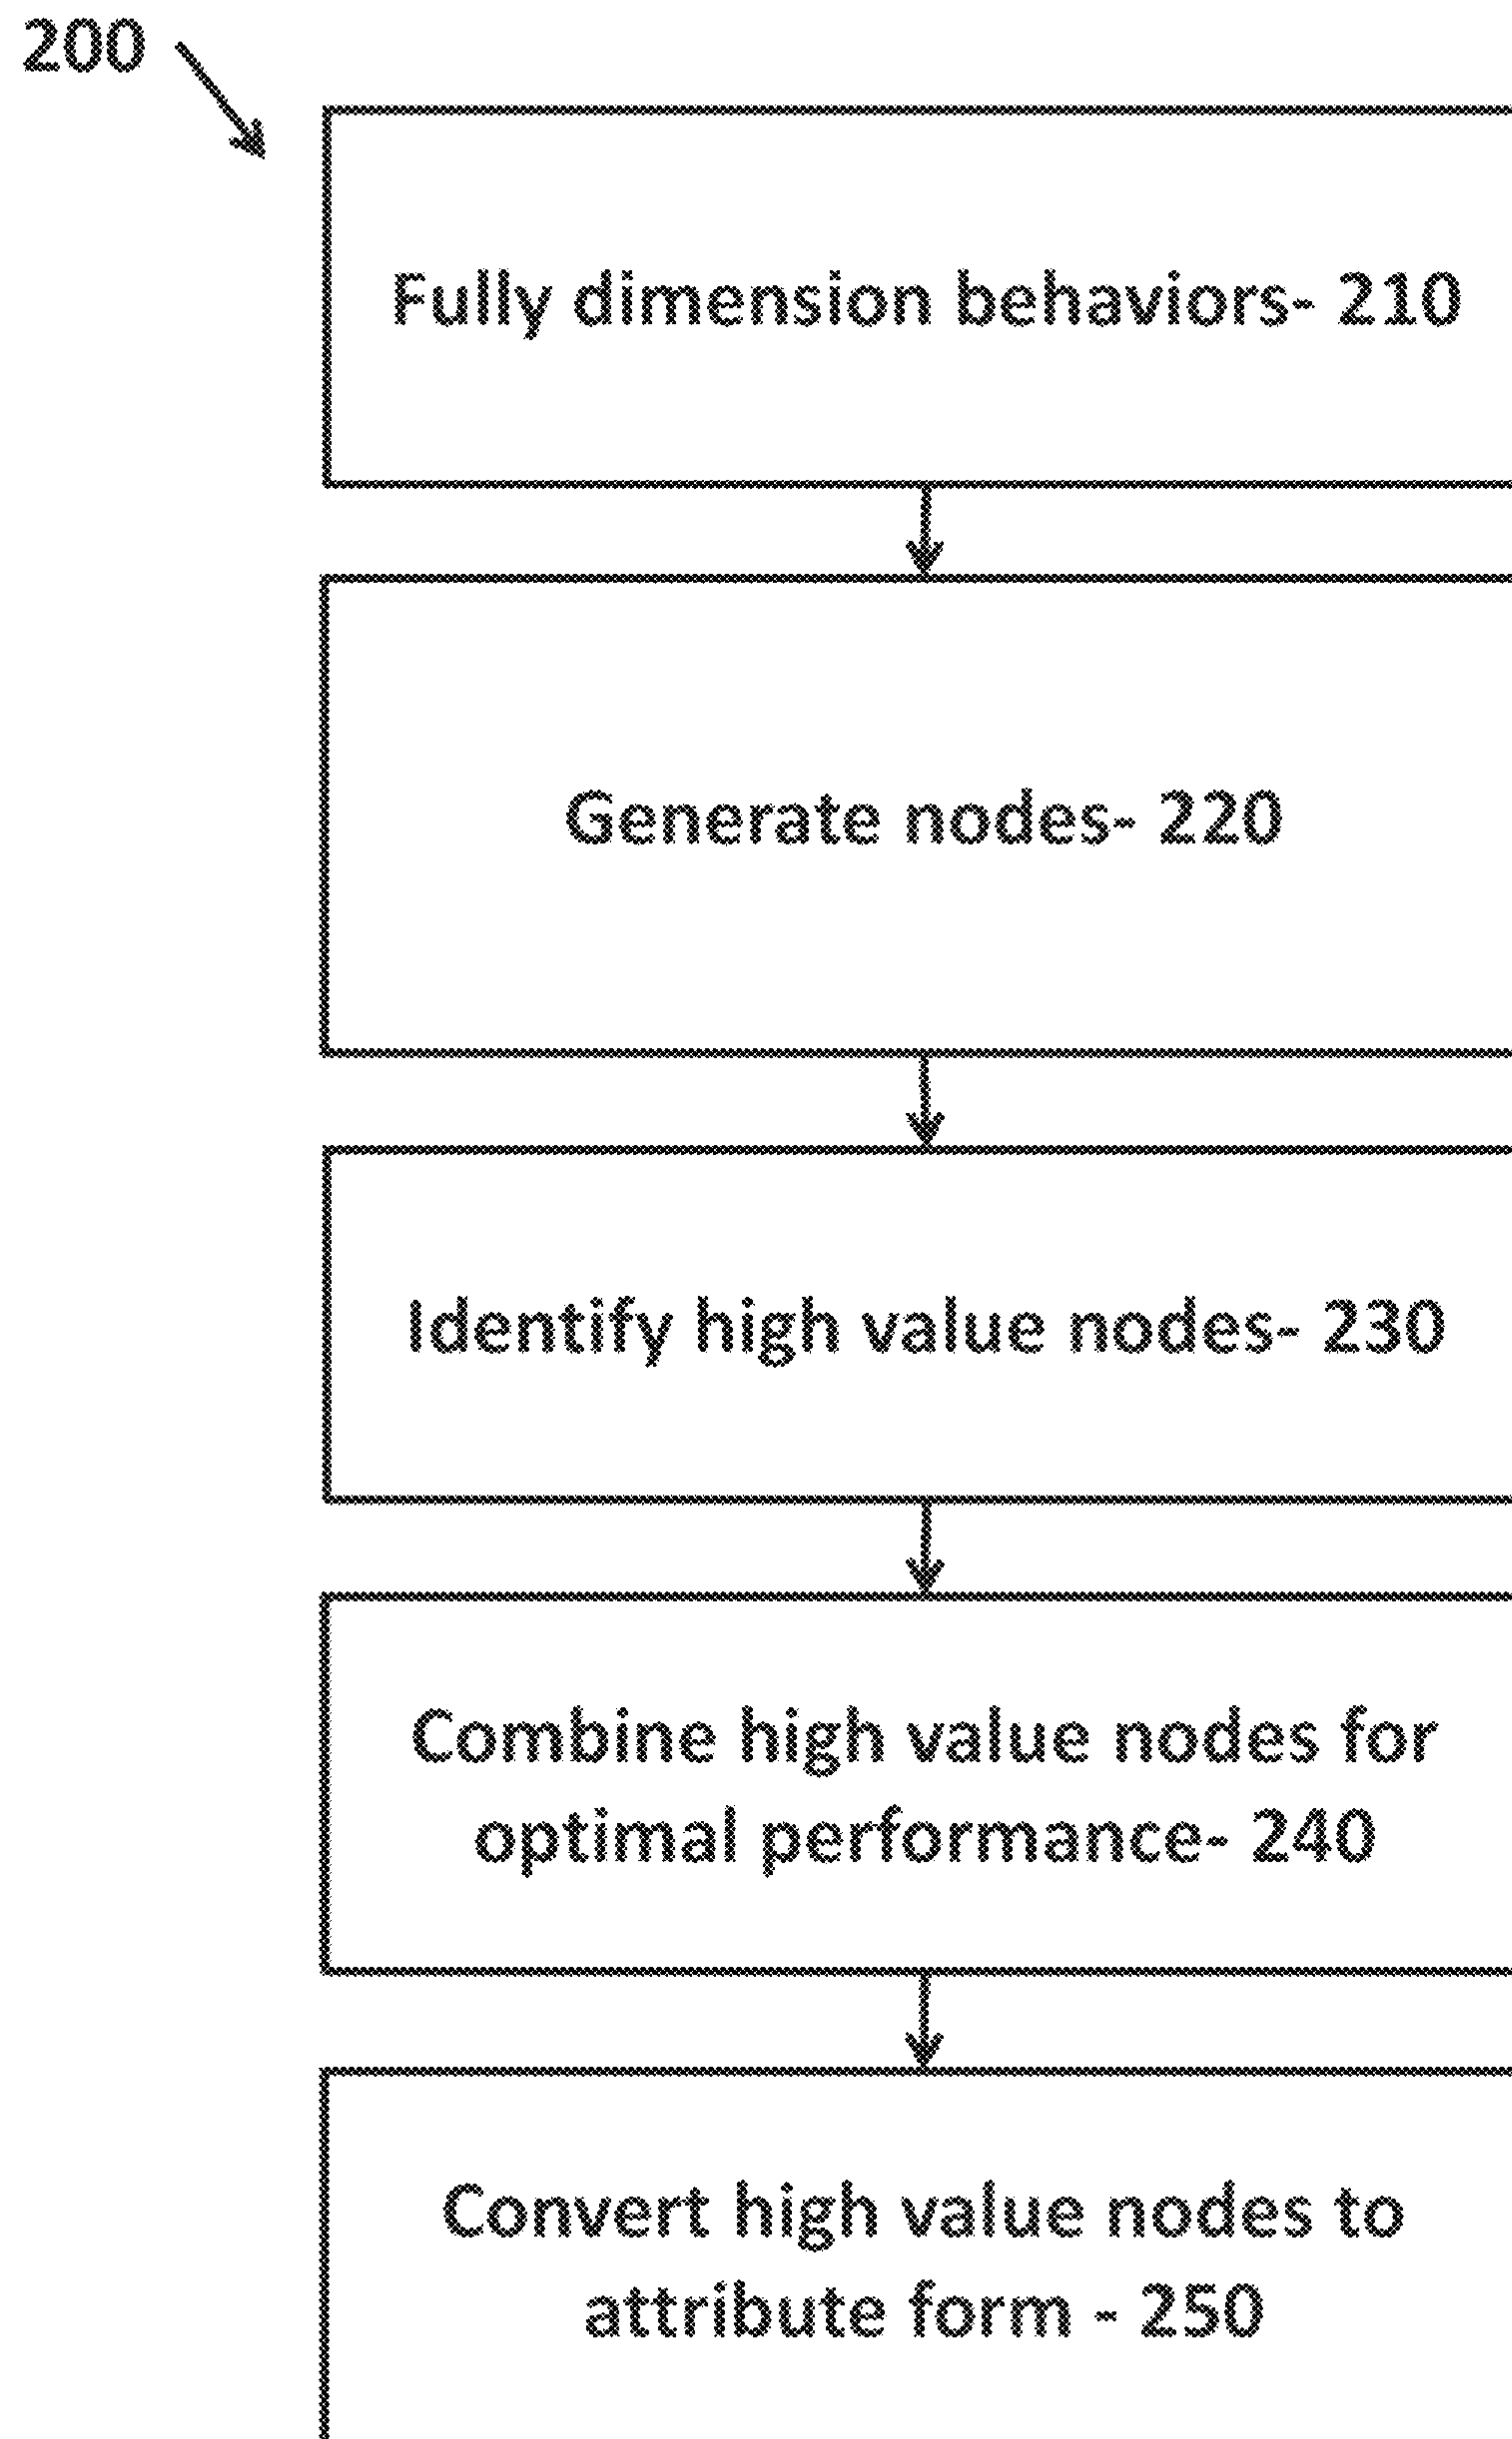 200
Fully dimension behaviors- 210
Generate nodes- 220
Identify high value nodes- 230
Combine high value nodes for
optimal performance- 240
Convert high value nodes to
attribute form - 250